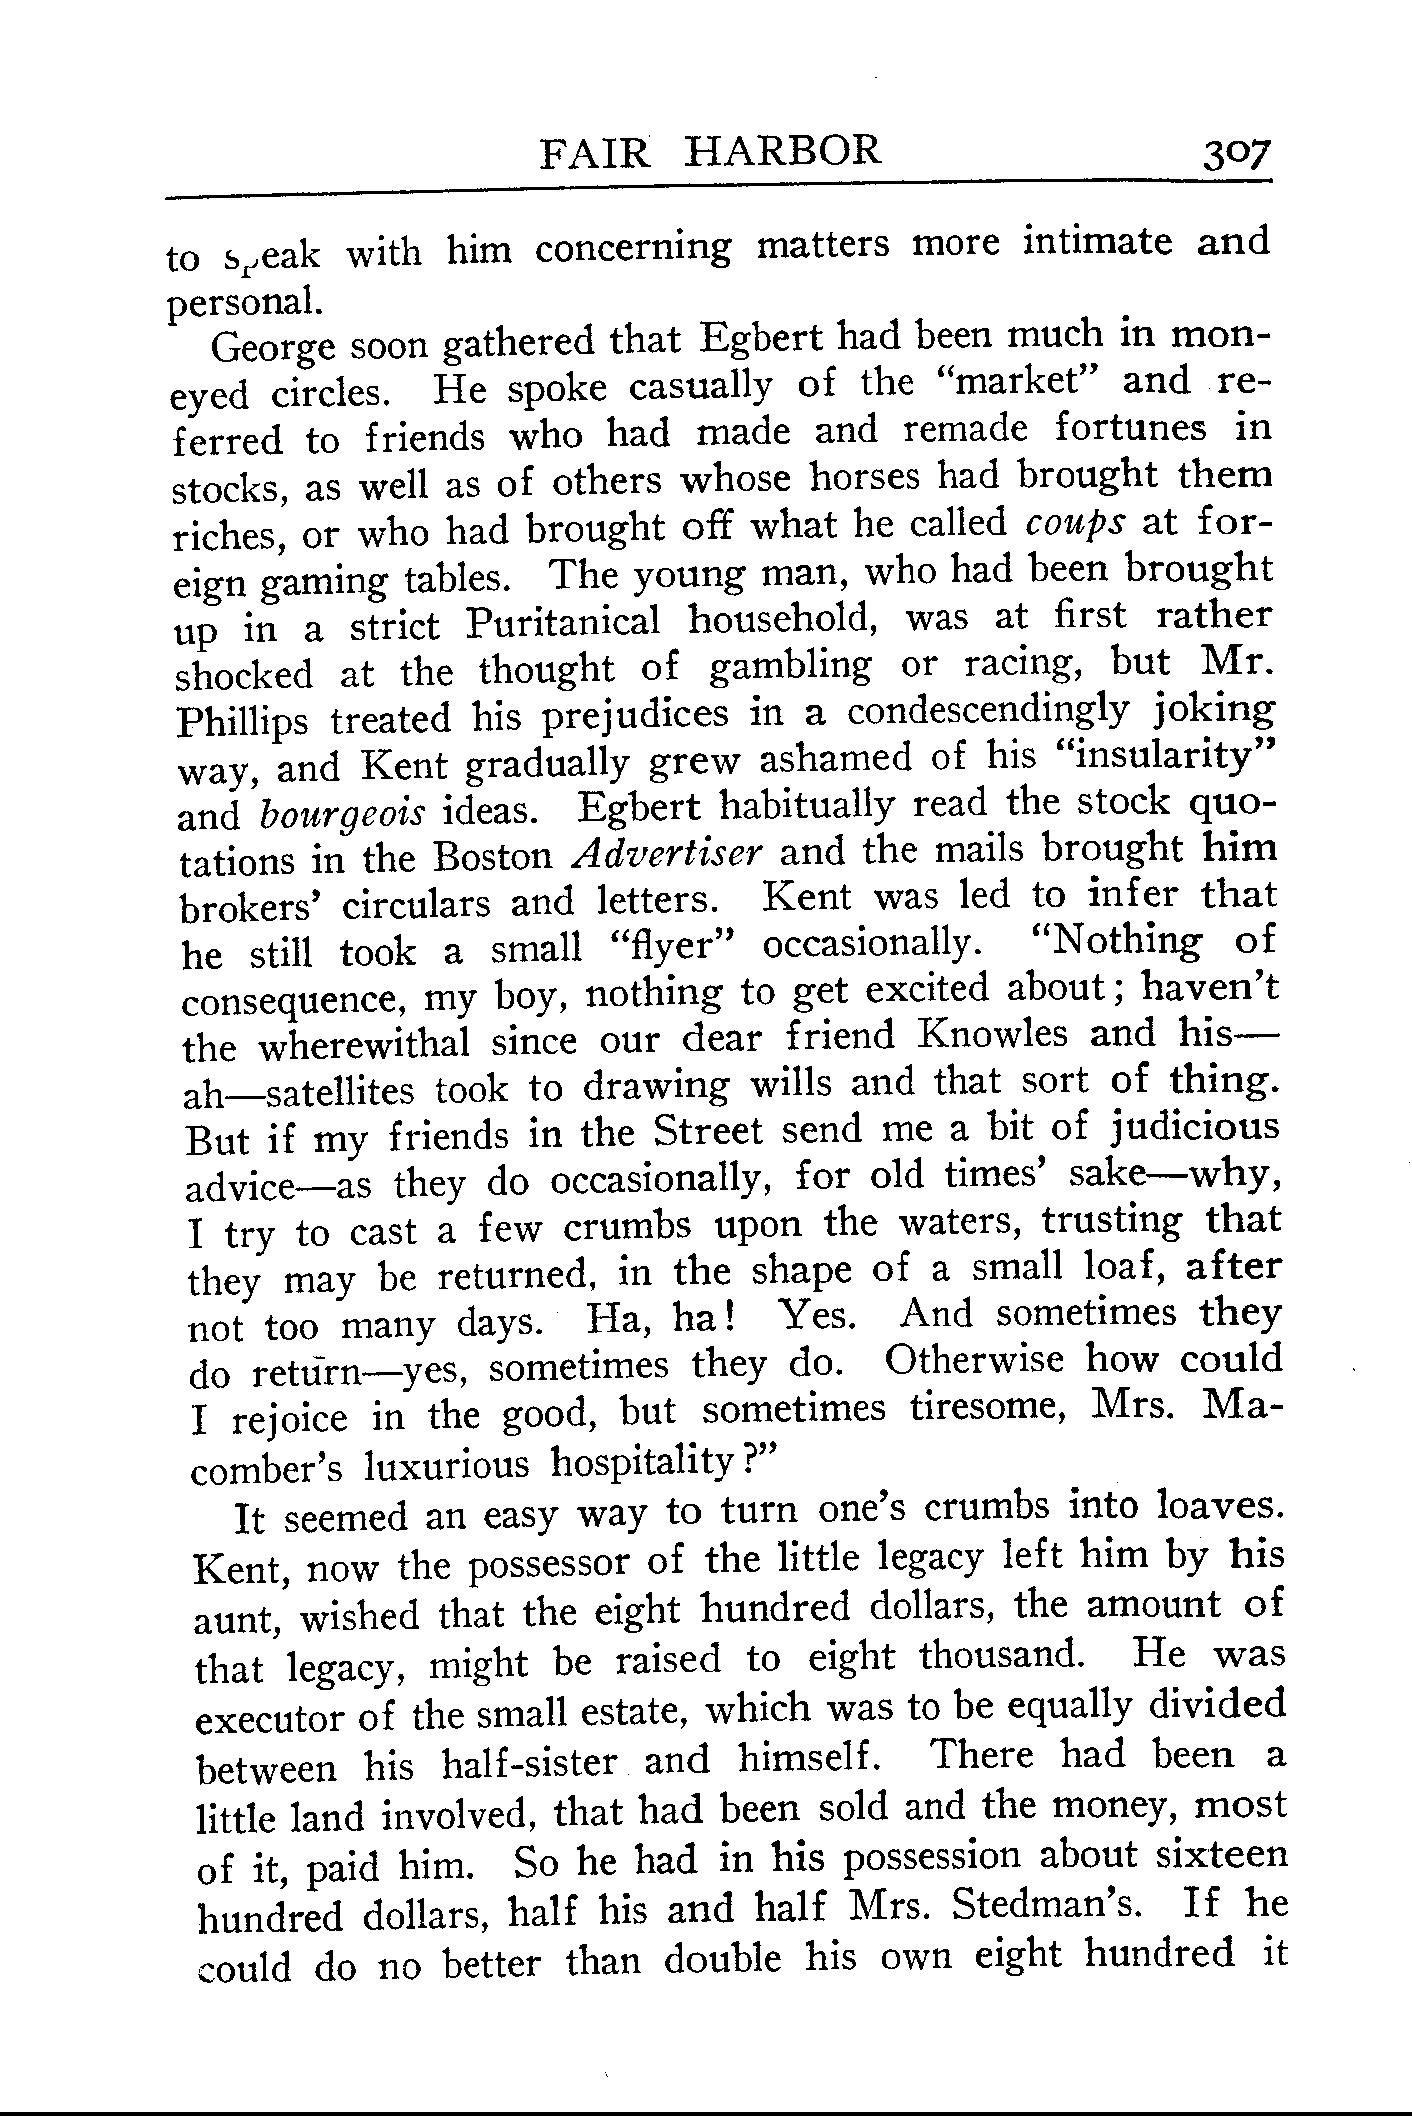 FAIR HARBOR 307
to speak with him concerning matters more intimate and
personal.
George soon gathered that Egbert had been much in mon-
eyed circles. He spoke casually of the “market” and re-
ferred to friends who had made and remade fortunes in
stocks, as well as of others whose horses had brought them
riches, or who had brought off what he called coups at for-
eign gaming tables. The young man, who had been brought
up in a strict Puritanical household, was at first rather
shocked at the thought of gambling or racing, but Mr.
Phillips treated his prejudices in a condescendingly joking
way, and Kent gradually grew ashamed of his “insularity”
and bourgeois ideas. Egbert habitually read the stock quo-
tations in the Boston Advertiser and the mails brought him
brokers’ circulars and letters. Kent was led to infer that
he still took a small “flyer” occasionally. “Nothing of
consequence, my boy, nothing to get excited about; haven’t
the wherewithal since our dear friend Knowles and his—
ah—satellites took to drawing wills and that sort of thing.
But if my friends in the Street send me a bit of judicious
advice—as they do occasionally, for old times’ sake—why,
I try to cast a few crumbs upon the waters, trusting that
they may be returned, in the shape of a small loaf, after
not too many days. Ha, ha! Yes. And sometimes they
do return—yes, sometimes they do. Otherwise how could
I rejoice in the good, but sometimes tiresome, Mrs. Ma-
comber’s luxurious hospitality?”
It seemed an easy way to turn one’s crumbs into loaves.
Kent, now the possessor of the little legacy left him by his
aunt, wished that the eight hundred dollars, the amount of
that legacy, might be raised to eight thousand. He was
executor of the small estate, which was to be equally divided
between his half-sister and himself. There had been a
little land involved, that had been sold and the money, most
of it, paid him. So he had in his possession about sixteen
hundred dollars, half his and half Mrs. Stedman’s. If he
could do no better than double his own eight hundred it